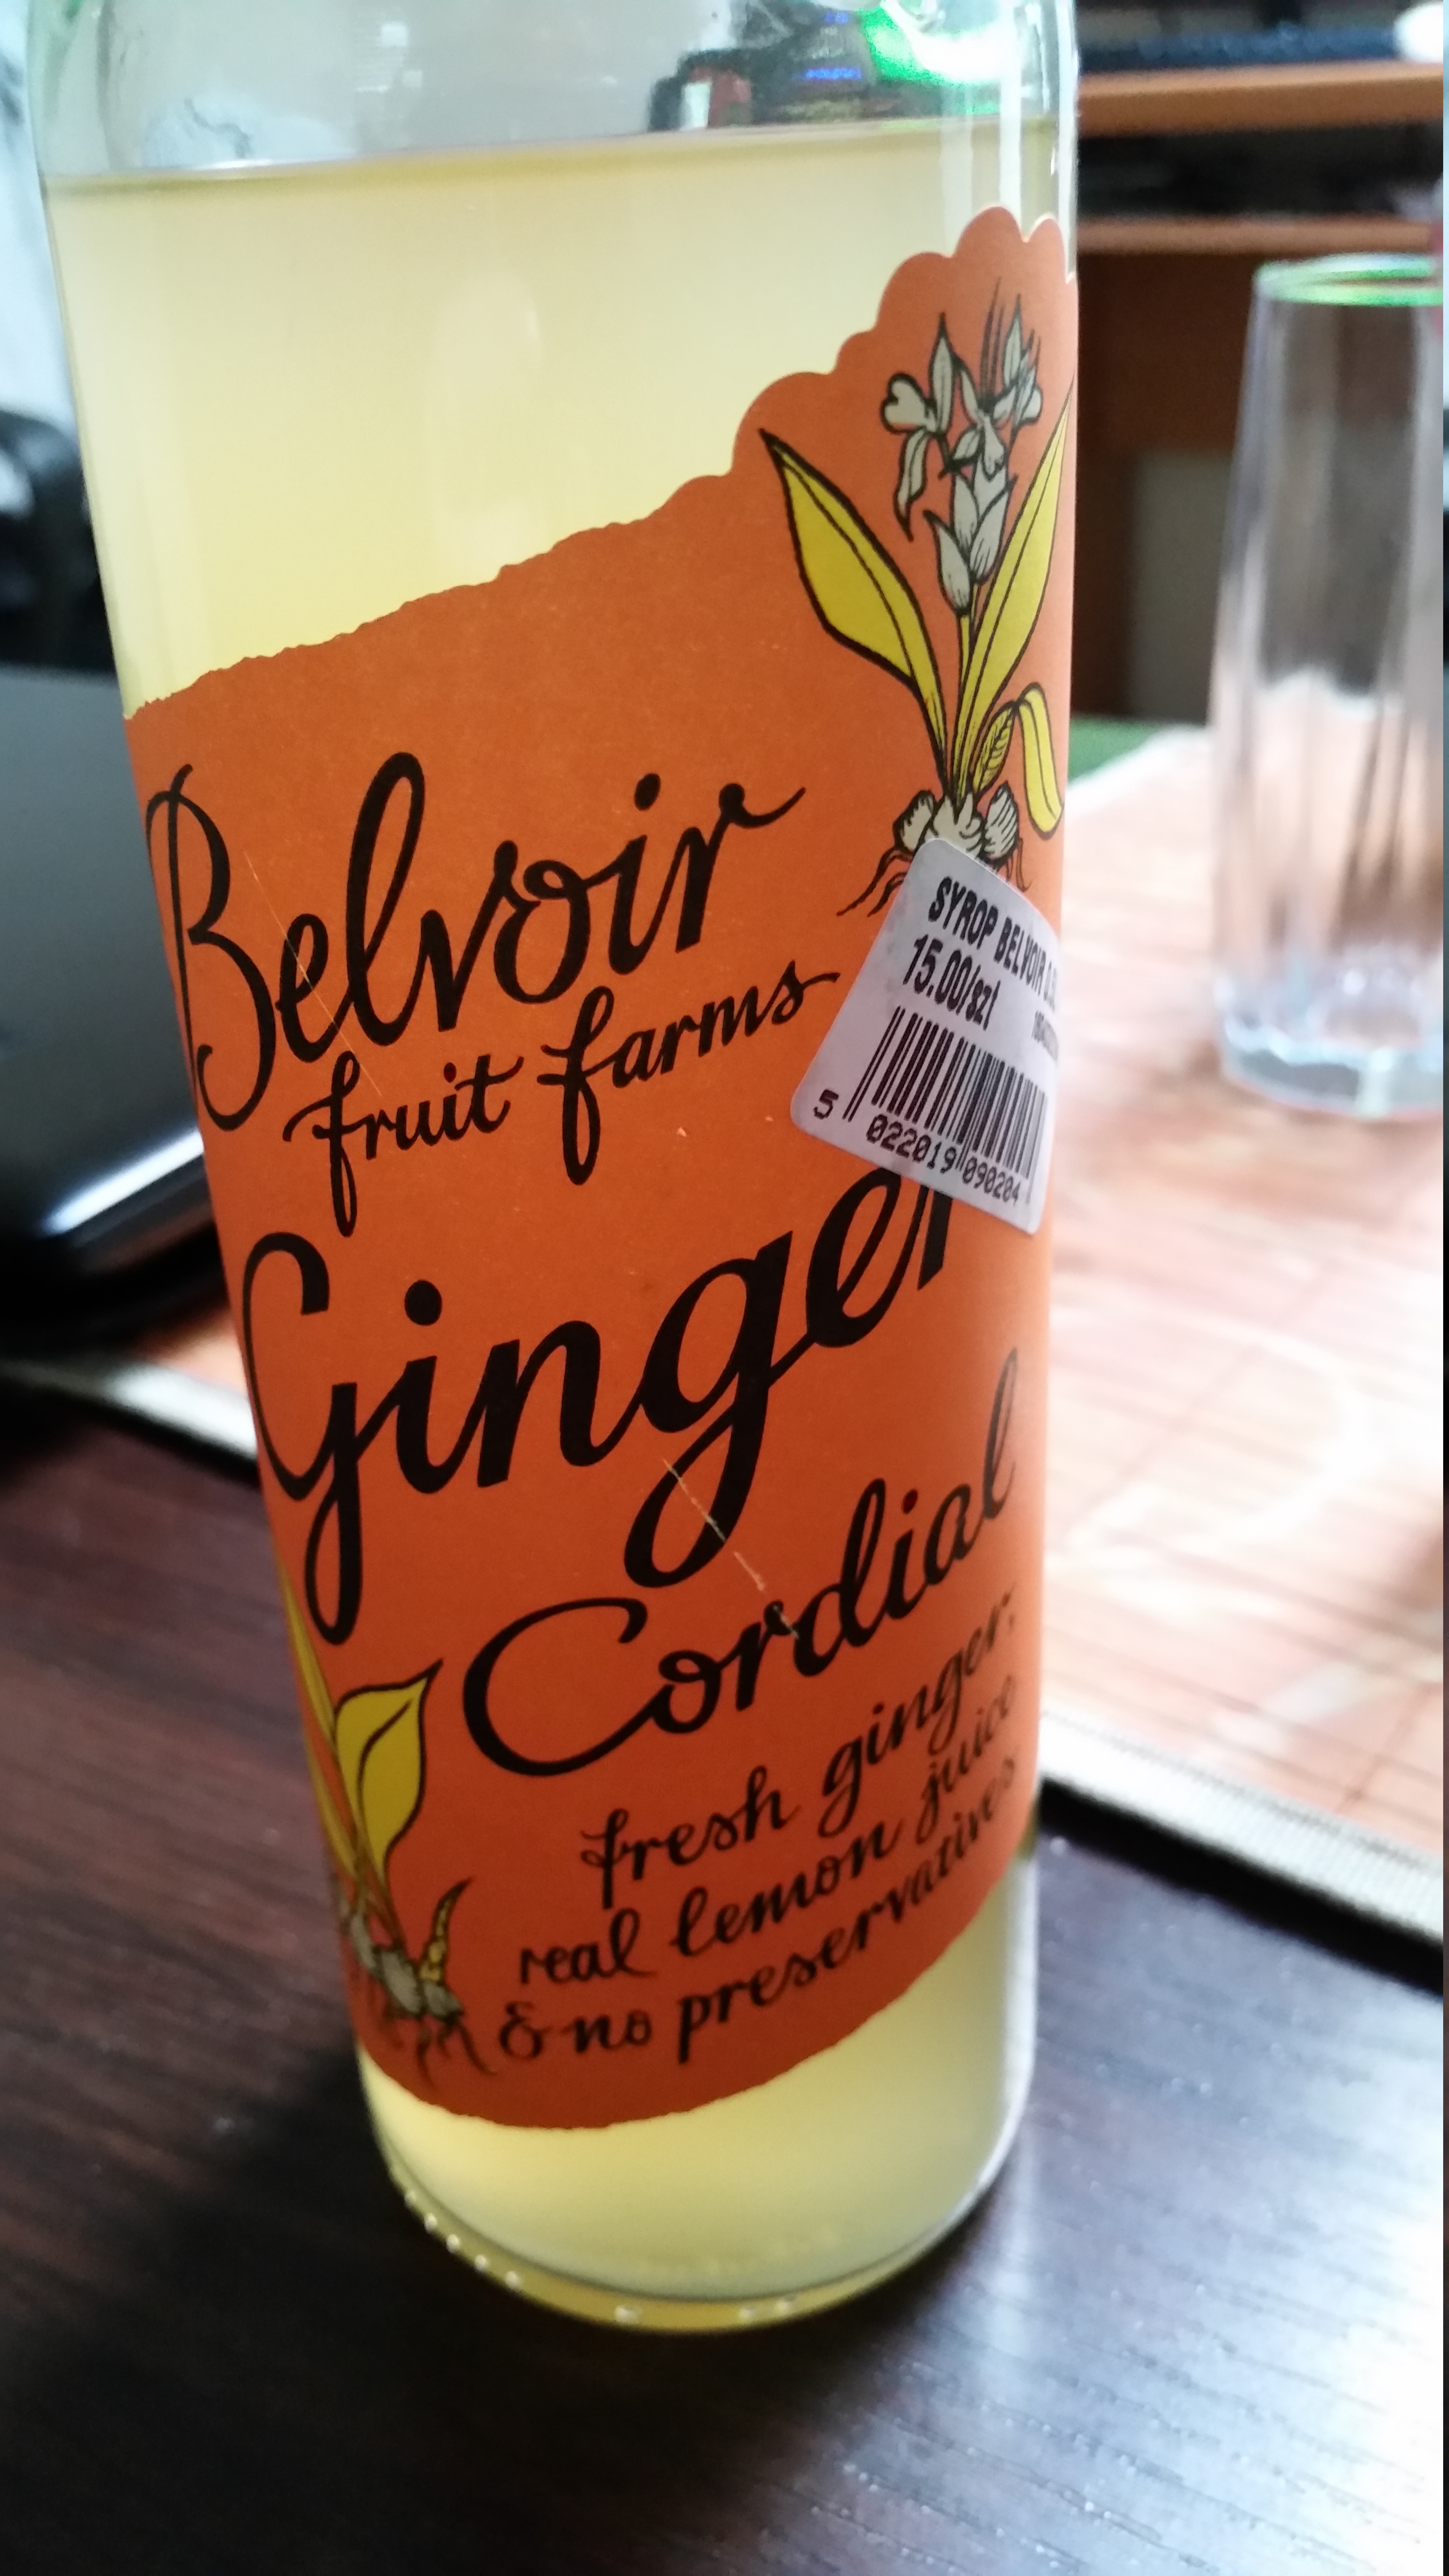 Belvoir
fruit farms
SYROP BELVOIR
15.00/szt
5 022019 090204
Ginger
Cordial
fresh ginger,
real lemon juice
& no preservatives